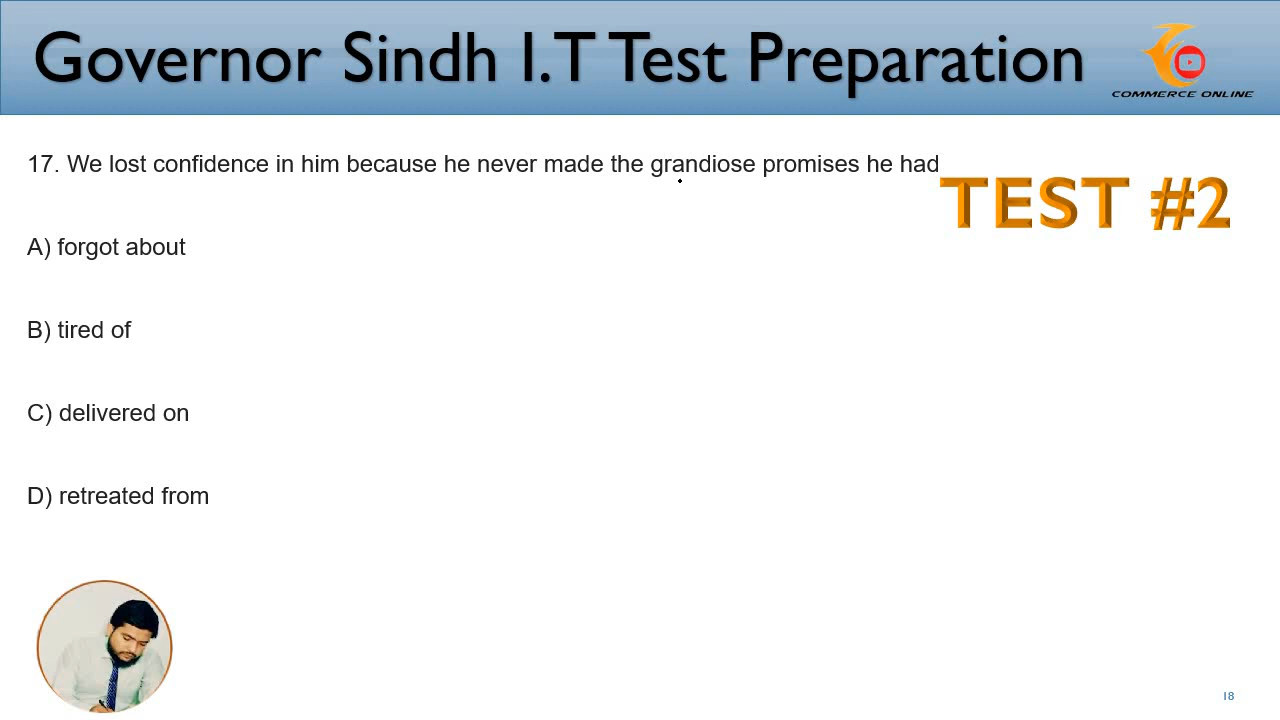 Governor Sindh I.T Test Preparation
COMMERCE ONLINE
17. We lost confidence in him because he never made the grandiose promises he had
TEST #2
A) forgot about
B) tired of
C) delivered on
D) retreated from
18